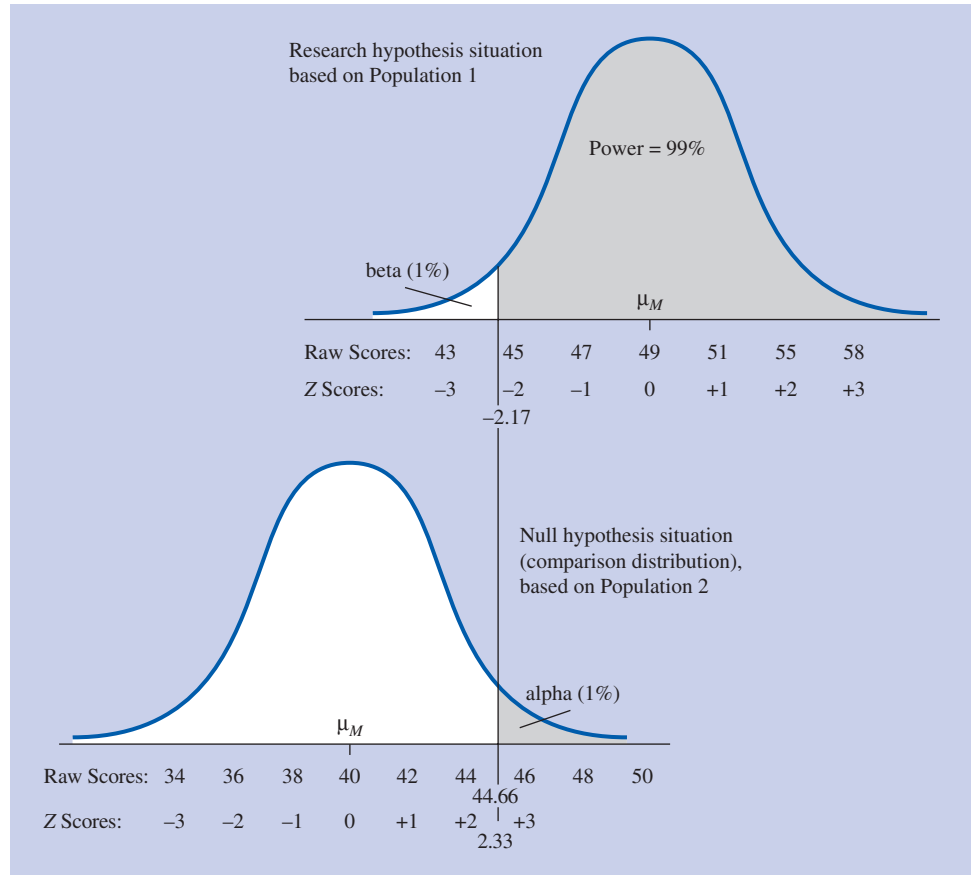 Research hypothesis situation
based on Population 1
Power = 99%
beta (1%)
μM
Raw Scores: 43 45 47 49 51 55 58
Z Scores: –3 –2 –1 0 +1 +2 +3
–2.17
Null hypothesis situation
(comparison distribution),
based on Population 2
alpha (1%)
μM
Raw Scores: 34 36 38 40 42 44 46 48 50
44.66
Z Scores: –3 –2 –1 0 +1 +2 +3
2.33